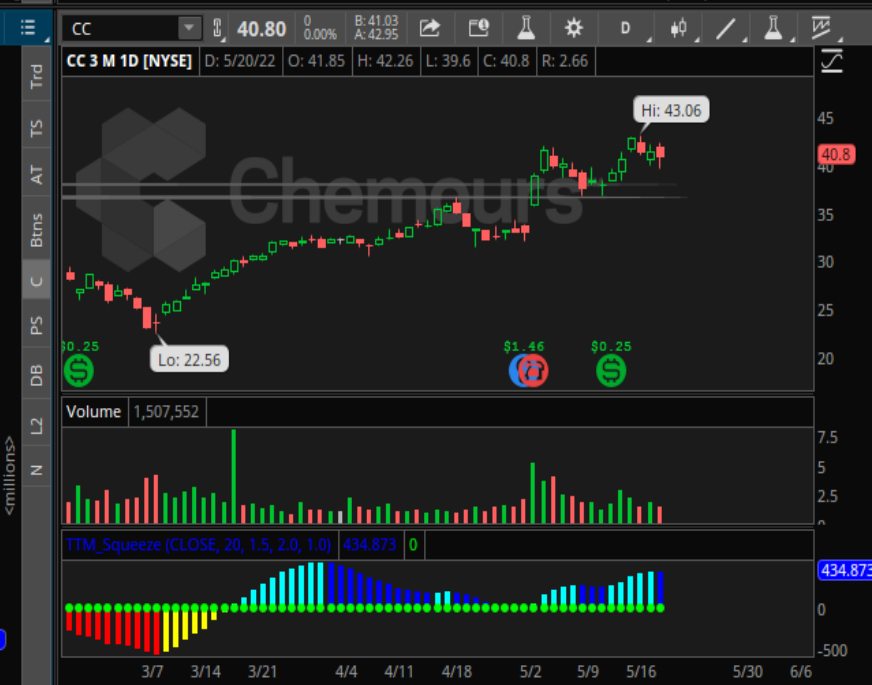 CC
40.80
0
0.00%
B: 41.03
A: 42.95
D
CC 3 M 1D [NYSE]
D: 5/20/22
O: 41.85
H: 42.26
L: 39.6
C: 40.8
R: 2.66
Trd
TS
AT
Btns
C
PS
DB
L2
N
<millions>
Chemours
Hi: 43.06
Lo: 22.56
45
40.8
40
35
30
25
20
$0.25
$1.46
$0.25
Volume
1,507,552
7.5
5
2.5
TTM_Squeeze (CLOSE, 20, 1.5, 2.0, 1.0)
434.873
0
434.873
0
-500
3/7
3/14
3/21
4/4
4/11
4/18
5/2
5/9
5/16
5/30
6/6